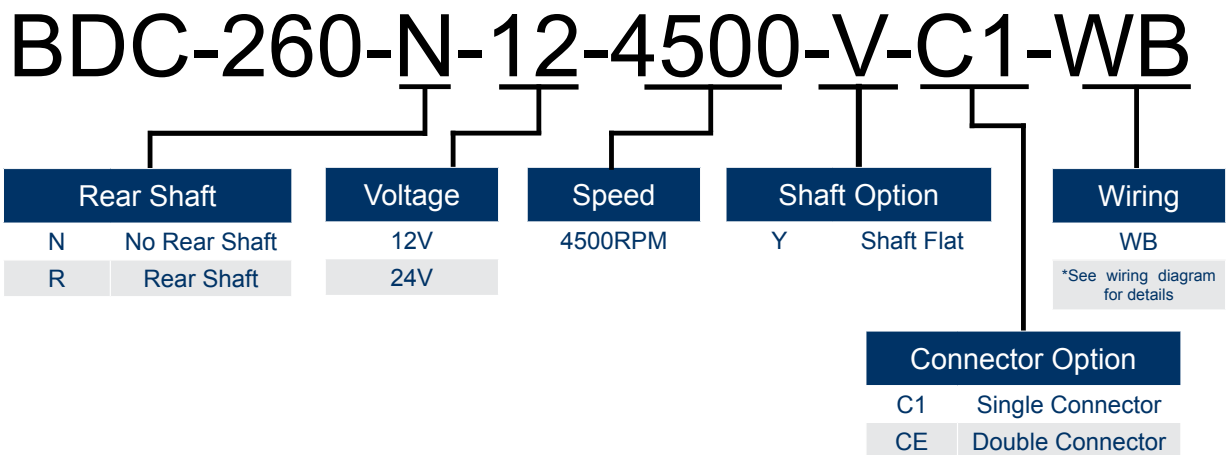 BDC-260-N-12-4500-V-C1-WB
Rear Shaft
N No Rear Shaft
R Rear Shaft
Voltage
12V
24V
Speed
4500RPM
Shaft Option
Y Shaft Flat
Wiring
WB
*See wiring diagram
for details
Connector Option
C1 Single Connector
CE Double Connector